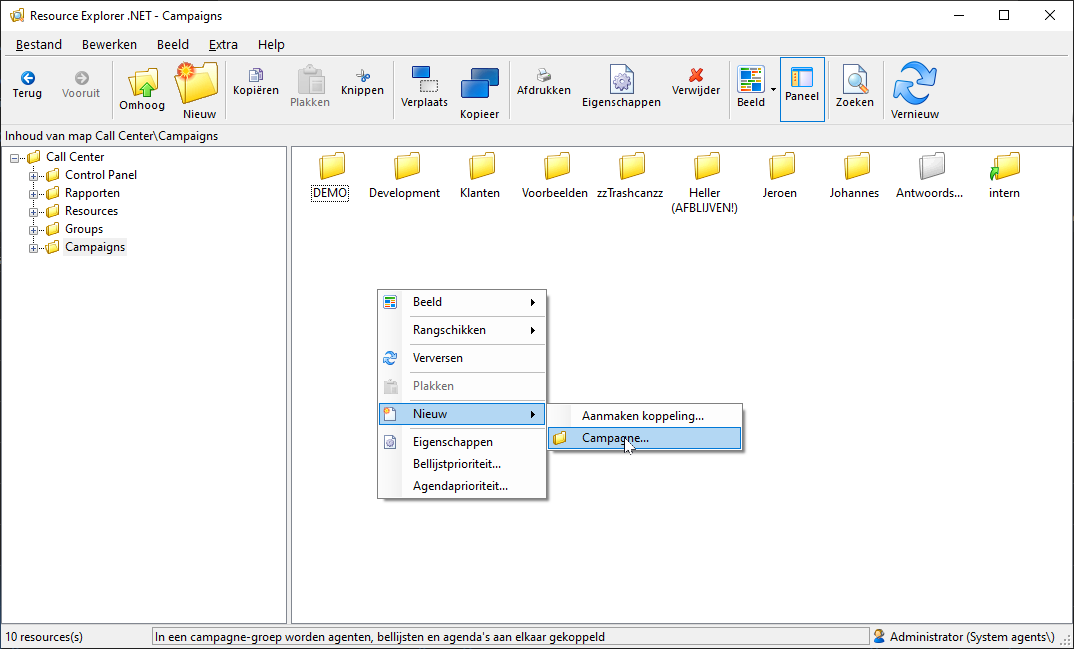 Resource Explorer .NET - Campaigns
Bestand Bewerken Beeld Extra Help
Terug Vooruit Omhoog Nieuw Kopiëren Plakken Knippen Verplaats Kopieer Afdrukken Eigenschappen Verwijder Beeld Paneel Zoeken Vernieuw
Inhoud van map Call Center\Campaigns
Call Center
Control Panel
Rapporten
Resources
Groups
Campaigns
DEMO Development Klanten Voorbeelden zzTrashcanzz Heller Jeroen Johannes Antwoords... intern
(AFBLIJVEN!)
Beeld
Rangschikken
Verversen
Plakken
Nieuw
Eigenschappen
Bellijstprioriteit...
Agendaprioriteit...
Aanmaken koppeling...
Campagne...
10 resources(s) In een campagne-groep worden agenten, bellijsten en agenda's aan elkaar gekoppeld Administrator (System agents\)